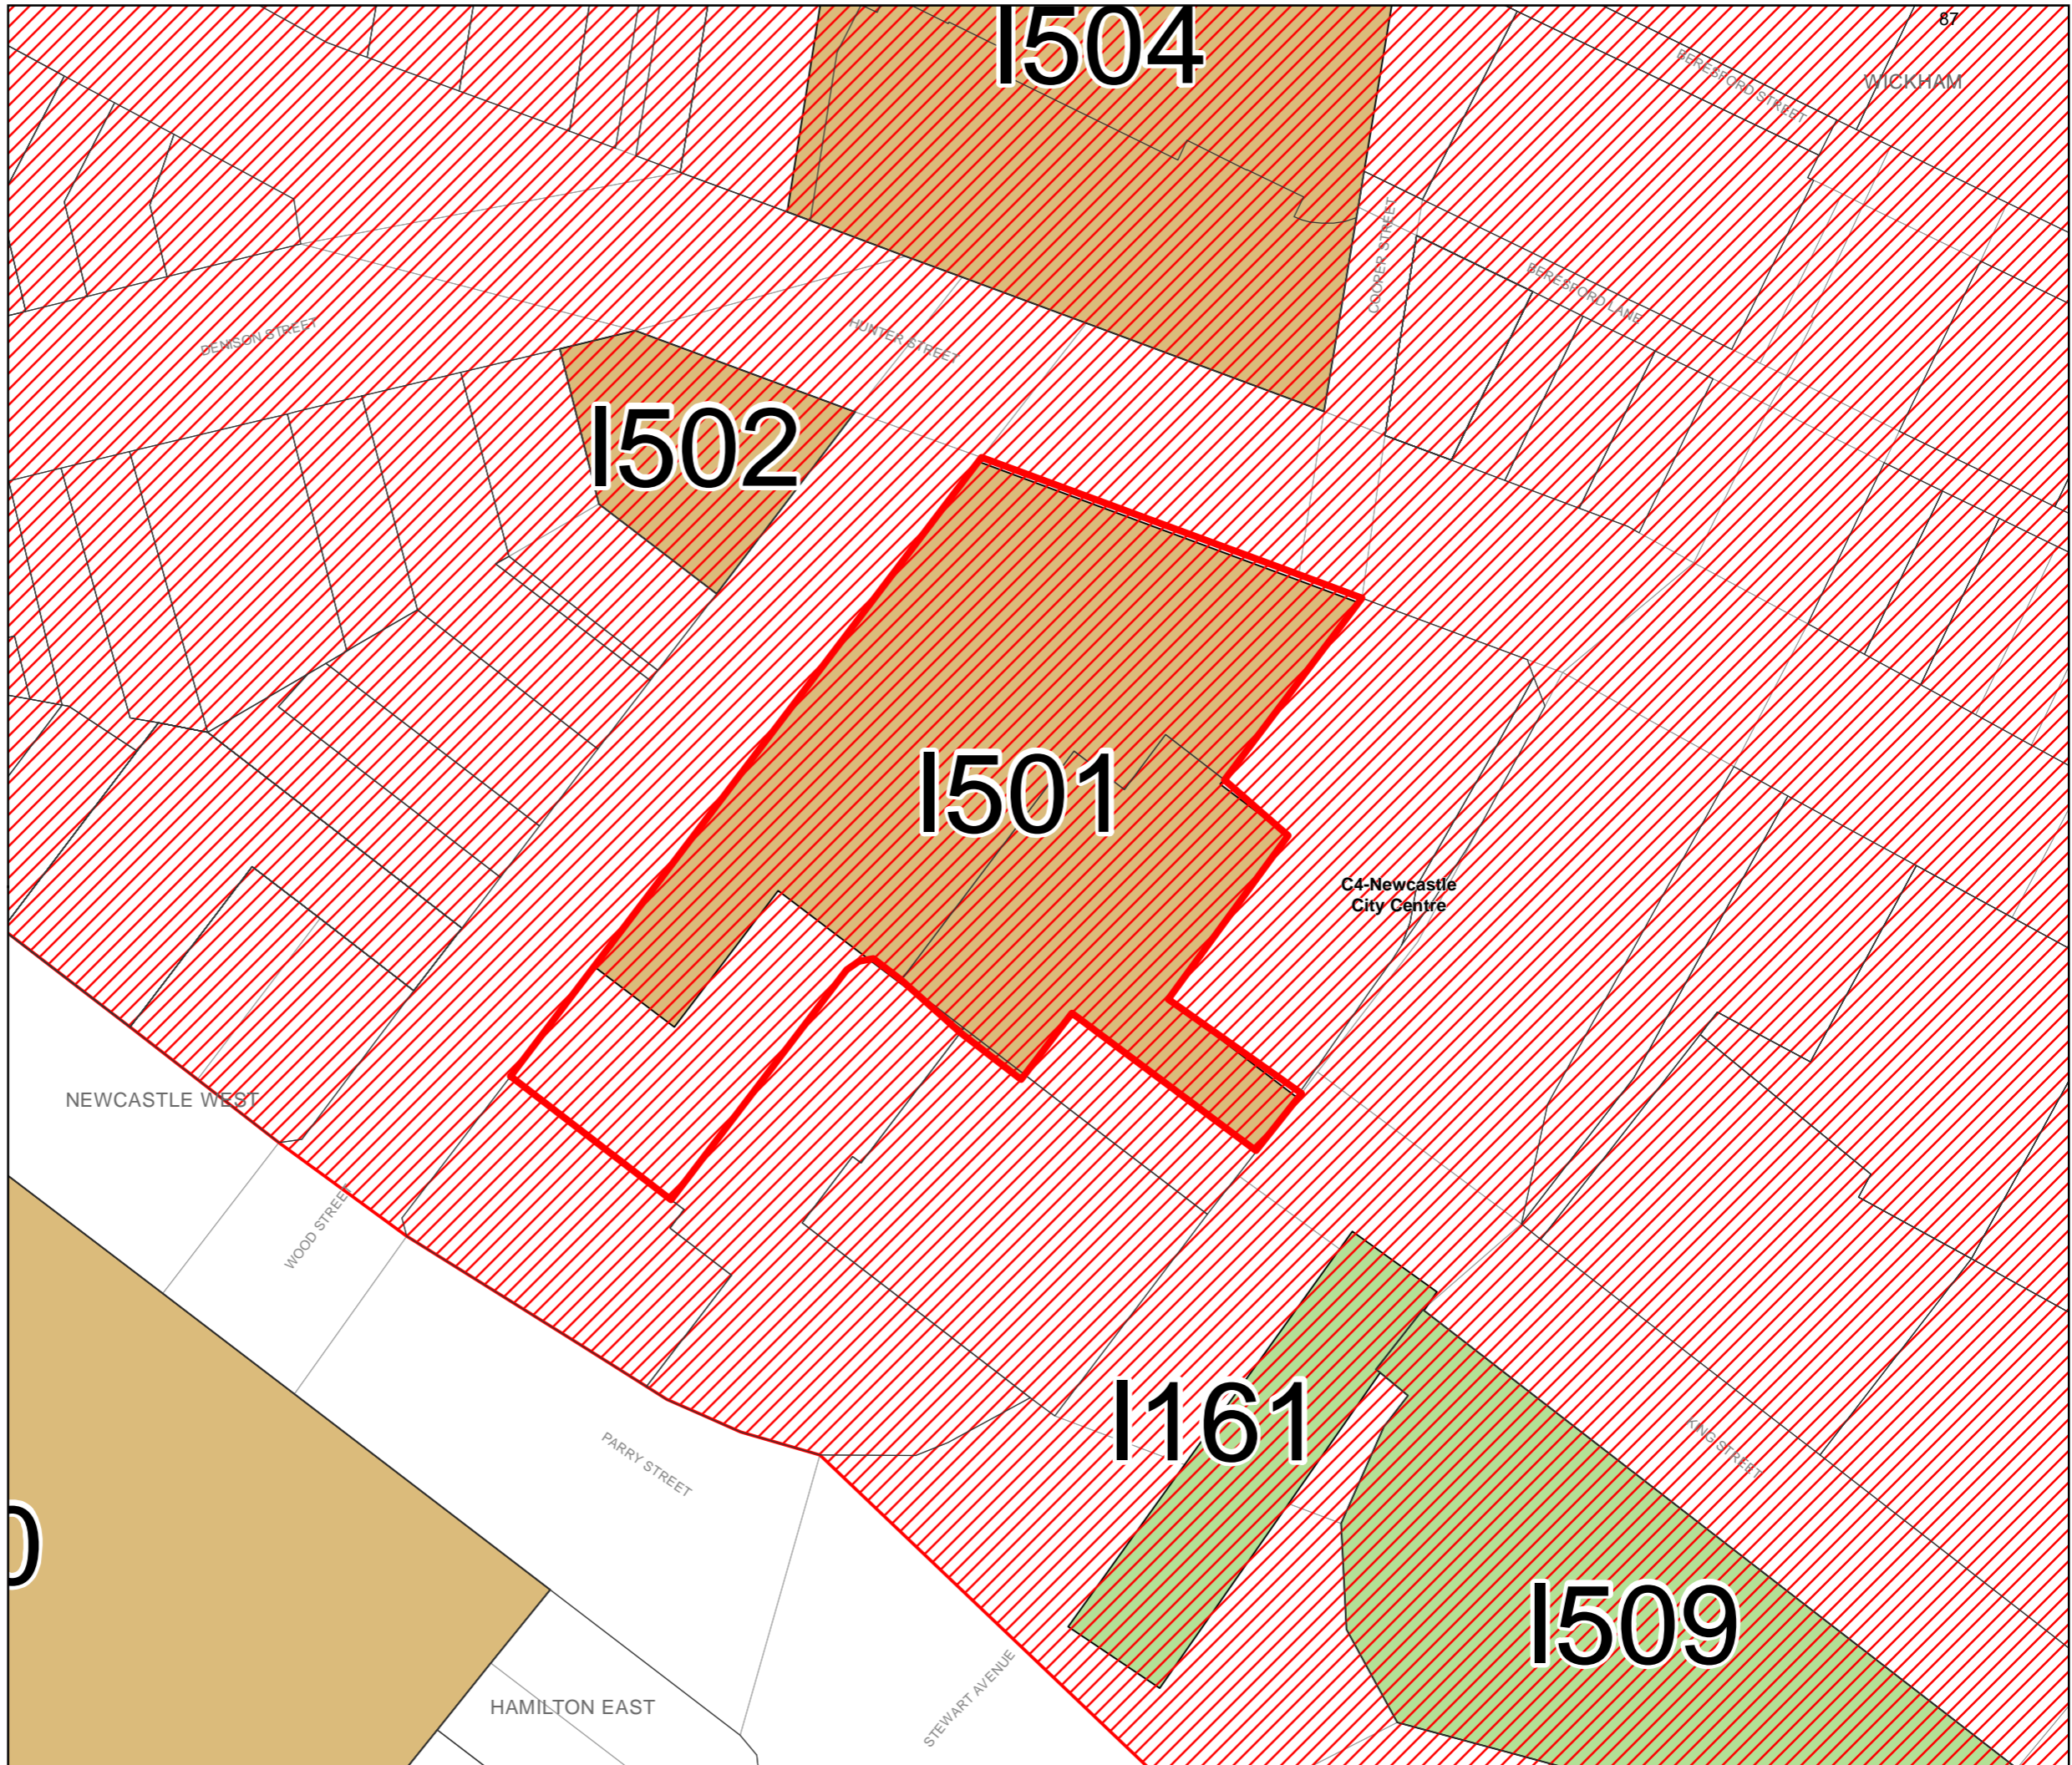 I504
87
BERESFORD STREET
WICKHAM
COOPER STREET
BERESFORD LANE
DENISON STREET
HUNTER STREET
I502
I501
C4-Newcastle
City Centre
NEWCASTLE WEST
WOOD STREET
I161
PARRY STREET
KING STREET
0
I509
STEWART AVENUE
HAMILTON EAST